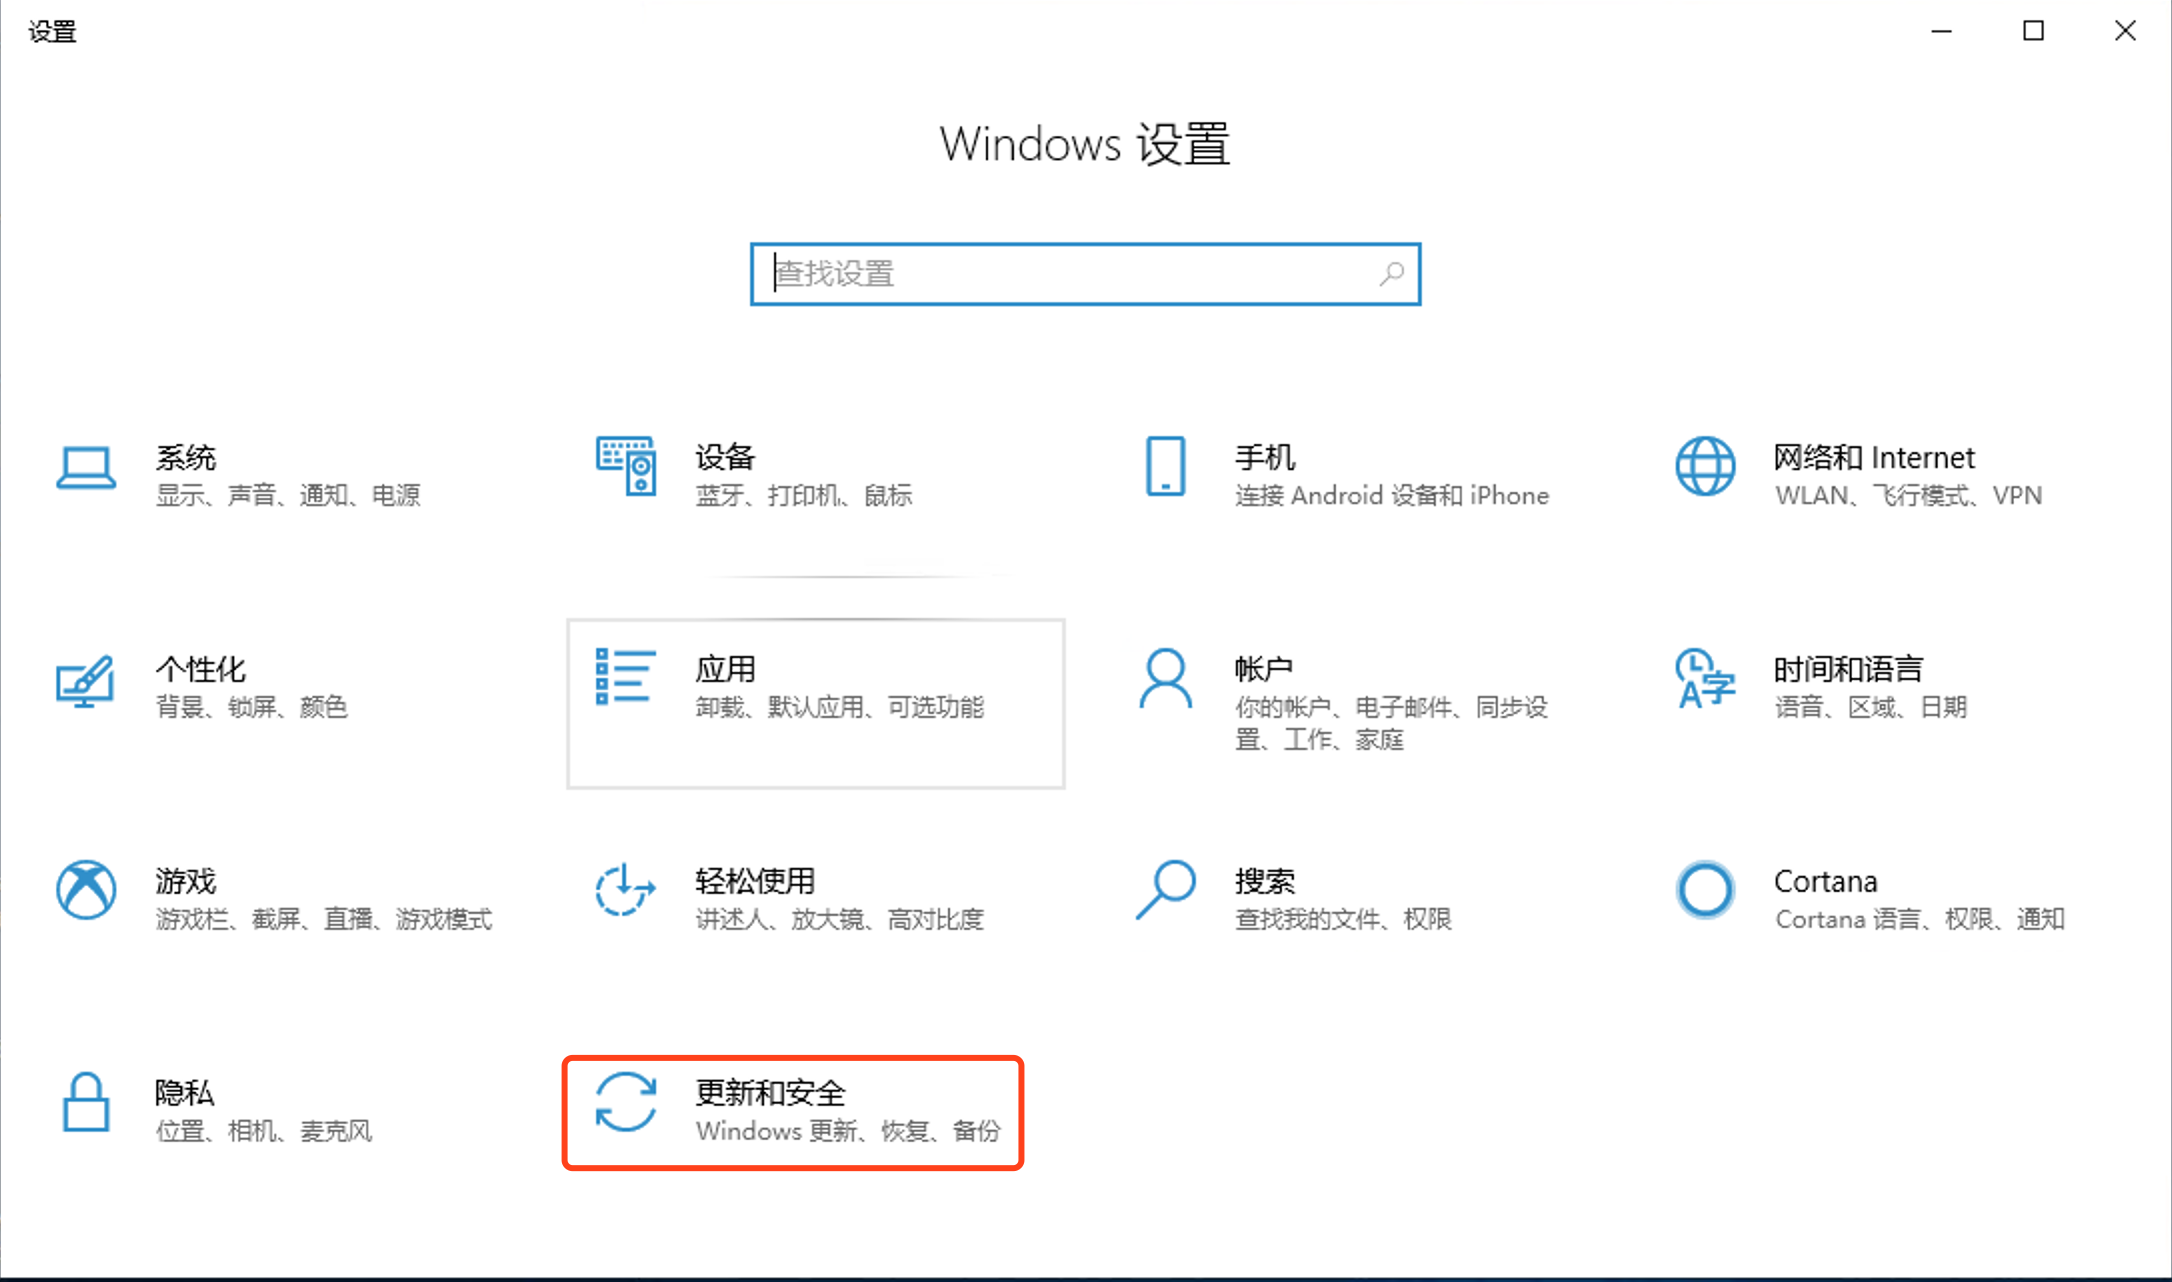 设置
Windows 设置
查找设置
系统
显示、声音、通知、电源
设备
蓝牙、打印机、鼠标
手机
连接 Android 设备和 iPhone
网络和 Internet
WLAN、飞行模式、VPN
个性化
背景、锁屏、颜色
应用
卸载、默认应用、可选功能
帐户
你的帐户、电子邮件、同步设
置、工作、家庭
时间和语言
语音、区域、日期
游戏
游戏栏、截屏、直播、游戏模式
轻松使用
讲述人、放大镜、高对比度
搜索
查找我的文件、权限
Cortana
Cortana 语言、权限、通知
隐私
位置、相机、麦克风
更新和安全
Windows 更新、恢复、备份